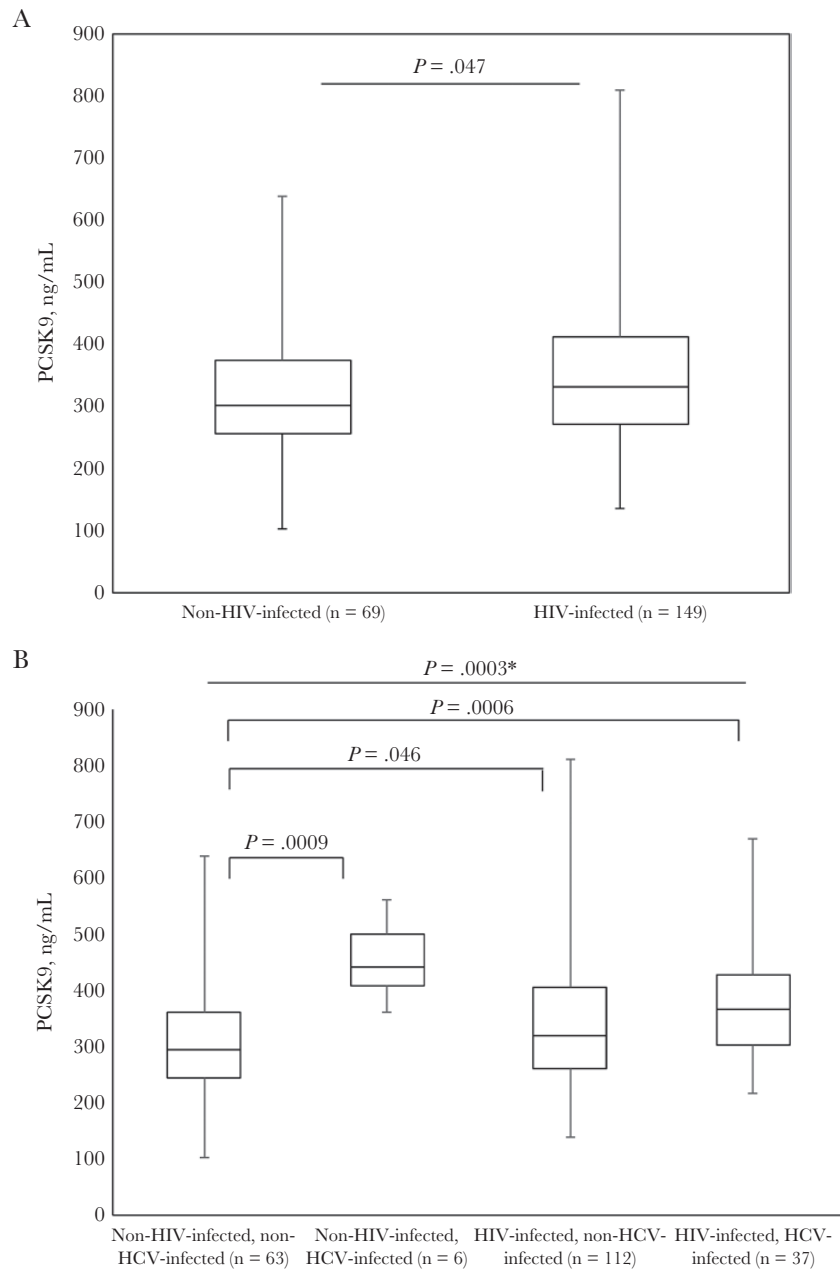 A
900
800
700
600
500
400
300
200
100
0
PCSK9, ng/mL
P = .047
Non-HIV-infected (n = 69)
HIV-infected (n = 149)
B
P = .0003*
P = .0006
P = .046
P = .0009
900
800
700
600
500
400
300
200
100
0
PCSK9, ng/mL
Non-HIV-infected, non-
HCV-infected (n = 63)
Non-HIV-infected,
HCV-infected (n = 6)
HIV-infected, non-HCV-
infected (n = 112)
HIV-infected, HCV-
infected (n = 37)